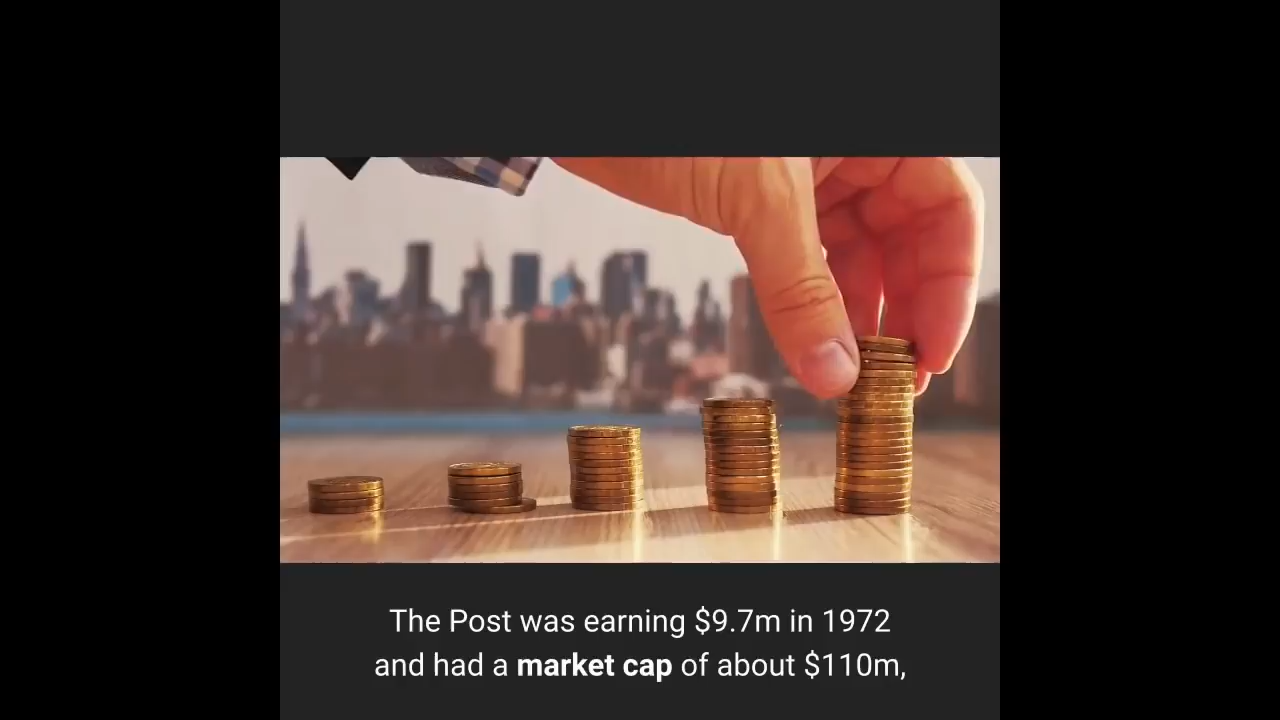 The Post was earning $9.7m in 1972
and had a market cap of about $110m,